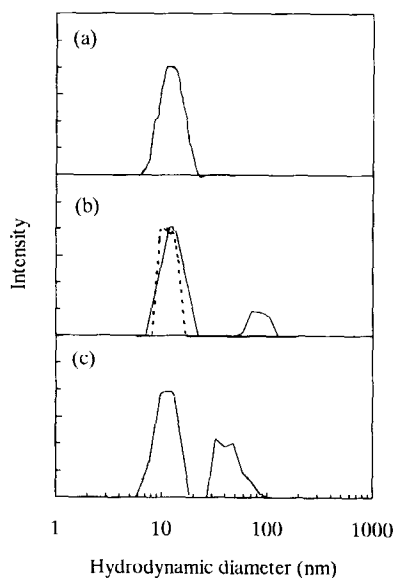 (a)
(b)
(c)
Intensity
1 10 100 1000
Hydrodynamic diameter (nm)